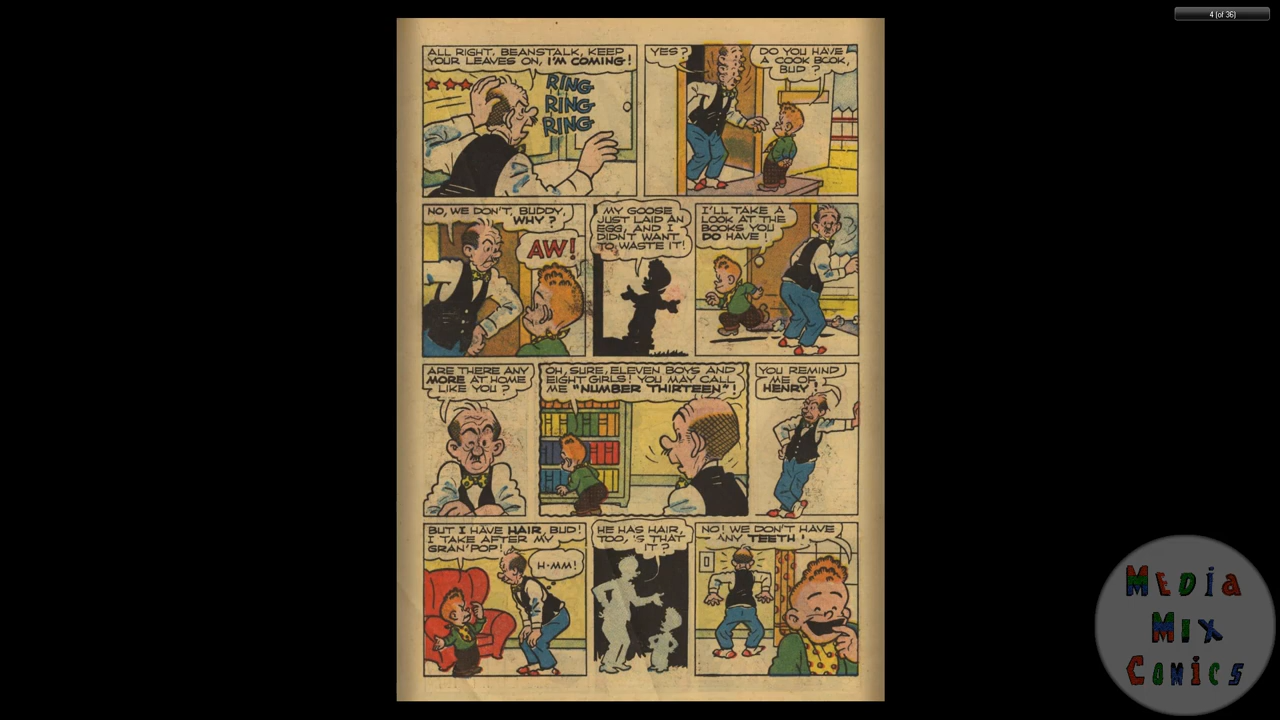 4 (of 36)
ALL RIGHT, BEANSTALK, KEEP
YOUR LEAVES ON, I'M COMING!
RING
RING
RING
YES?
DO YOU HAVE
A COOK BOOK,
BUD?
NO, WE DON'T, BUDDY,
WHY?
AW!
MY GOOSE
JUST LAID AN
EGG, AND I
DIDN'T WANT
TO WASTE IT!
I'LL TAKE A
LOOK AT THE
BOOKS YOU
DO HAVE!
ARE THERE ANY
MORE AT HOME
LIKE YOU?
OH, SURE, ELEVEN BOYS AND
EIGHT GIRLS! YOU MAY CALL
ME "NUMBER THIRTEEN"!
YOU REMIND
ME OF
HENRY!
BUT I HAVE HAIR, BUD!
I TAKE AFTER MY
GRAN'POP!
H-MM!
HE HAS HAIR,
TOO, 'S THAT
IT?
NO! WE DON'T HAVE
ANY TEETH!
MEDIA
MIX
COMICS